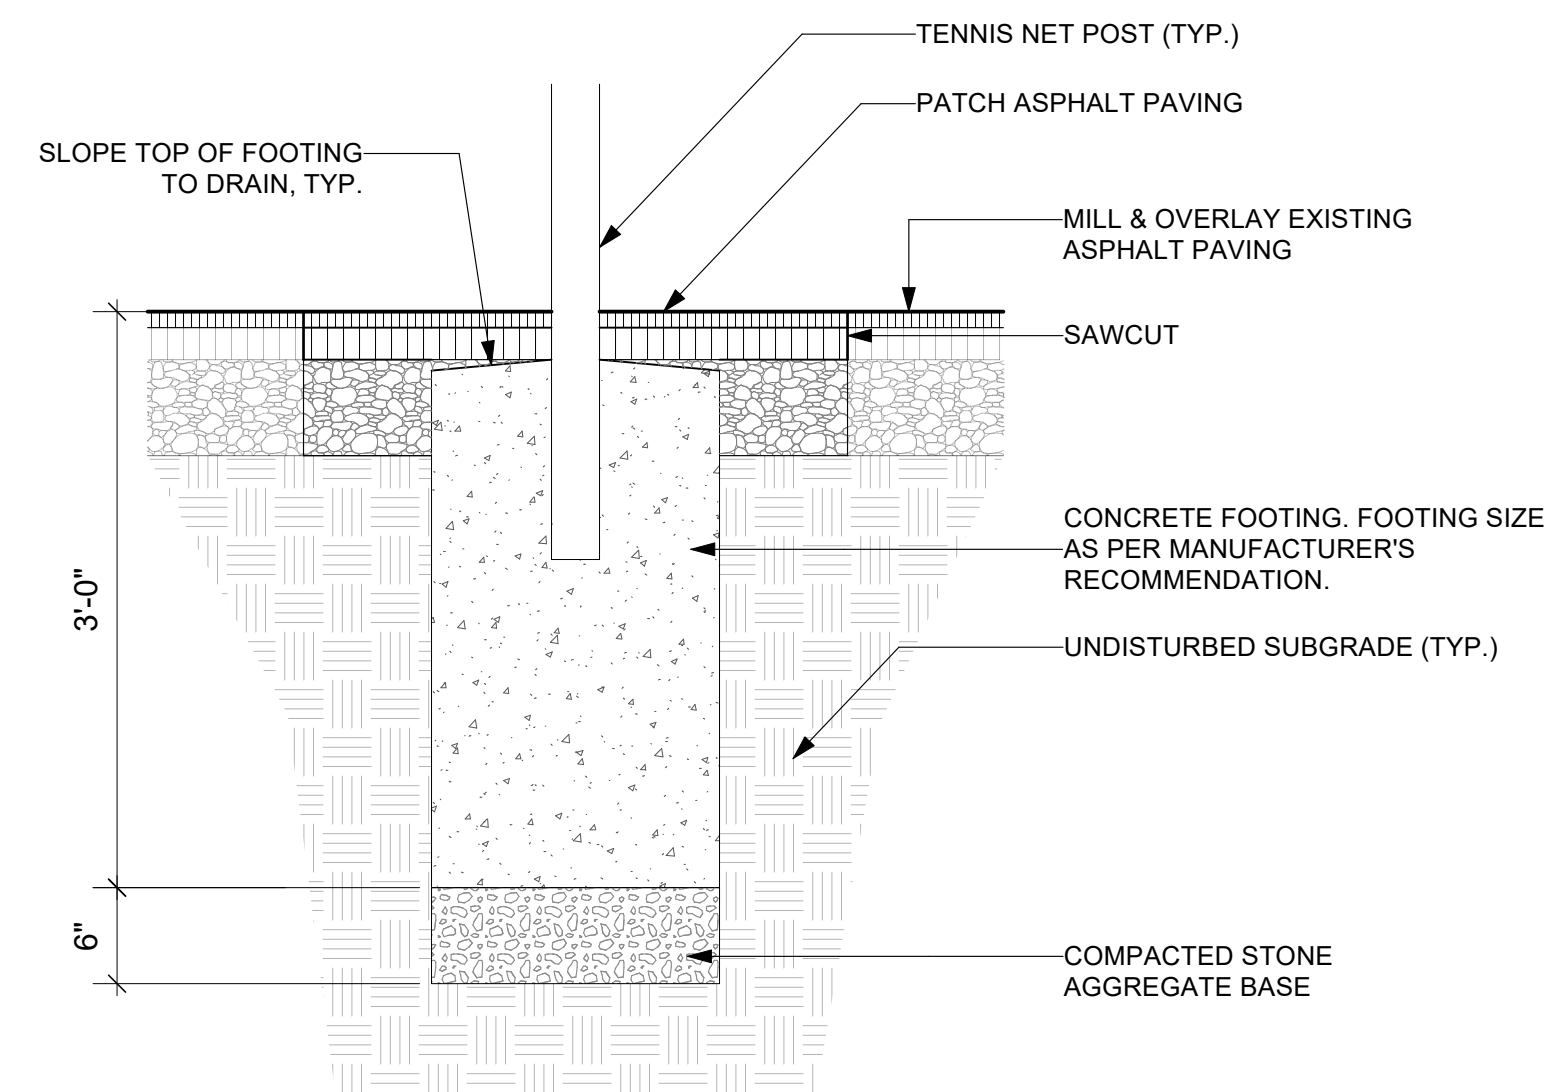 TENNIS NET POST (TYP.)
PATCH ASPHALT PAVING
SLOPE TOP OF FOOTING
TO DRAIN, TYP.
MILL & OVERLAY EXISTING
ASPHALT PAVING
SAWCUT
CONCRETE FOOTING. FOOTING SIZE
AS PER MANUFACTURER'S
RECOMMENDATION.
3'-0"
UNDISTURBED SUBGRADE (TYP.)
6"
COMPACTED STONE
AGGREGATE BASE